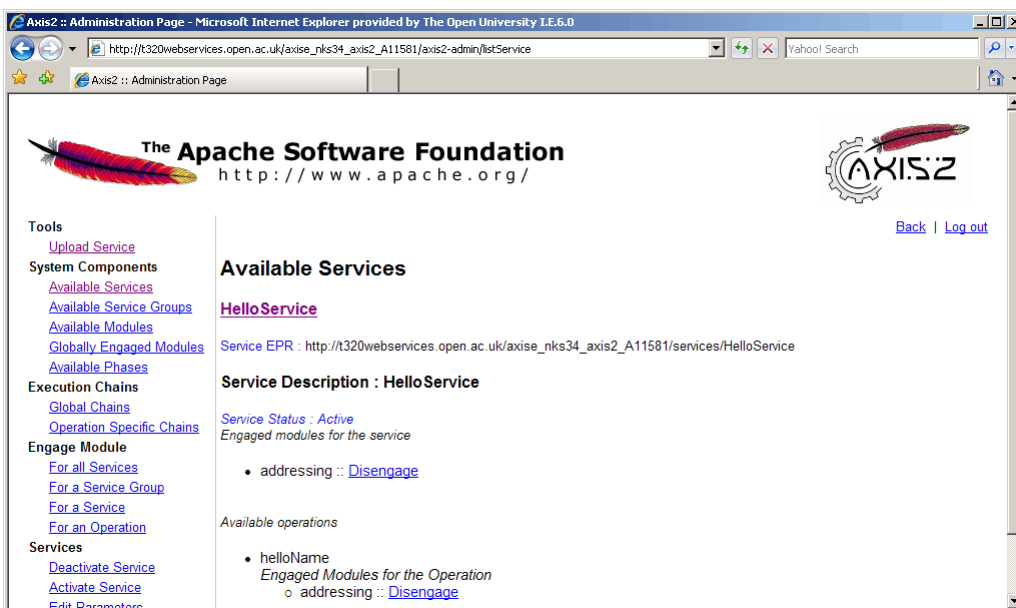 Axis2 :: Administration Page - Microsoft Internet Explorer provided by The Open University I.E.6.0
http://t320webservices.open.ac.uk/axise_nks34_axis2_A11581/axis2-admin/listService
Yahoo! Search
Axis2 :: Administration Page
The Apache Software Foundation
http://www.apache.org/
AXIS2
Back | Log out
Tools
Upload Service
System Components
Available Services
Available Service Groups
Available Modules
Globally Engaged Modules
Available Phases
Execution Chains
Global Chains
Operation Specific Chains
Engage Module
For all Services
For a Service Group
For a Service
For an Operation
Services
Deactivate Service
Activate Service
Edit Parameters
Available Services
HelloService
Service EPR : http://t320webservices.open.ac.uk/axise_nks34_axis2_A11581/services/HelloService
Service Description : HelloService
Service Status : Active
Engaged modules for the service
• addressing :: Disengage
Available operations
• helloName
Engaged Modules for the Operation
○ addressing :: Disengage